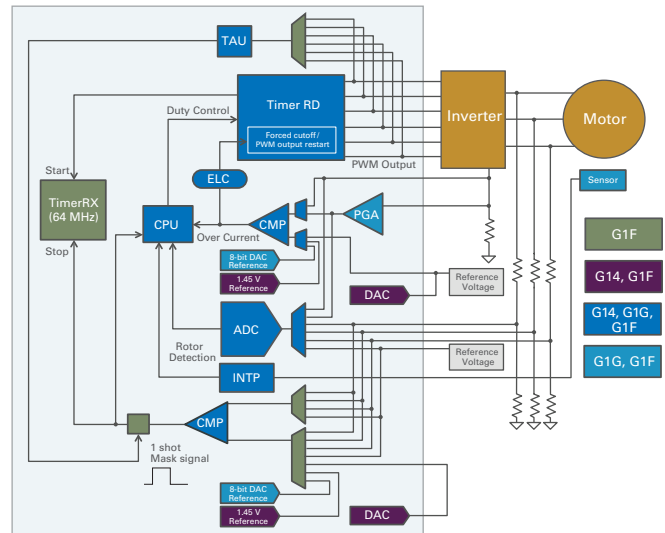 TAU
Timer RD
Forced cutoff/
PWM output restart
Duty Control
Start
PWM Output
Inverter
Motor
Sensor
ELC
TimerRX
(64 MHz)
Stop
CPU
Over Current
CMP
PGA
8-bit DAC
Reference
1.45 V
Reference
DAC
Reference
Voltage
ADC
Rotor
Detection
INTP
Reference
Voltage
CMP
1 shot
Mask signal
8-bit DAC
Reference
1.45 V
Reference
DAC
G1F
G14, G1F
G14, G1G,
G1F
G1G, G1F